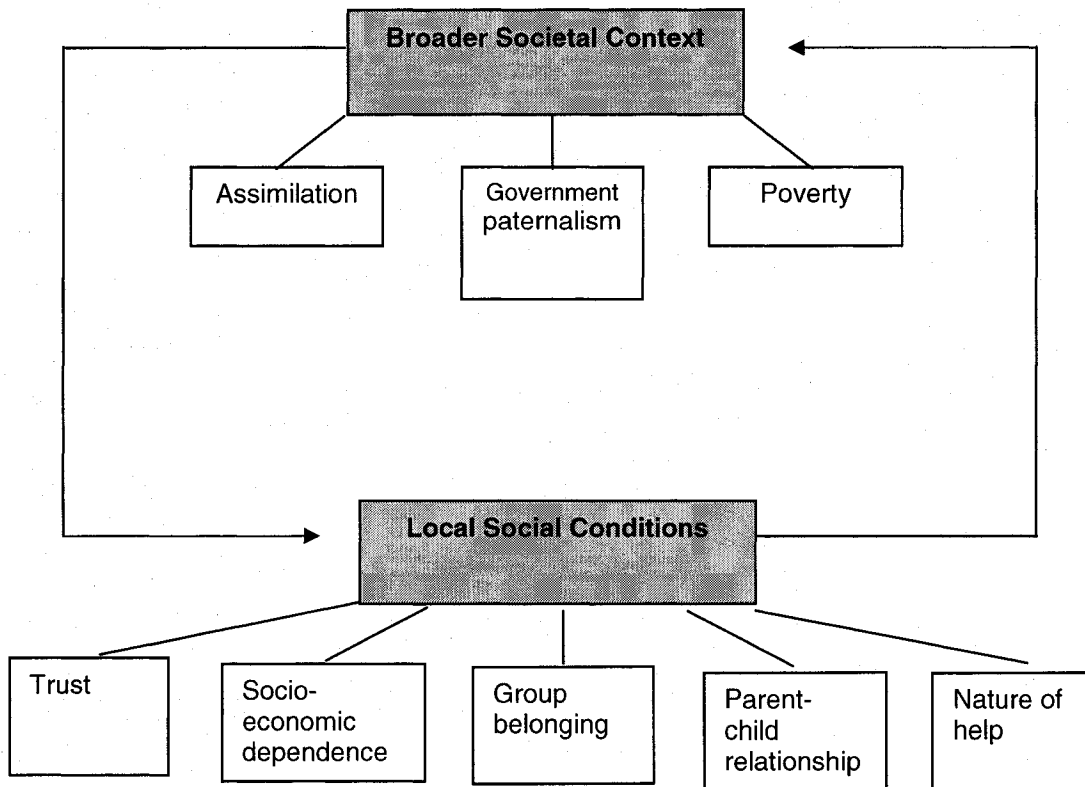 Broader Societal Context
Assimilation
Government
paternalism
Poverty
Local Social Conditions
Trust
Socio-
economic
dependence
Group
belonging
Parent-
child
relationship
Nature of
help